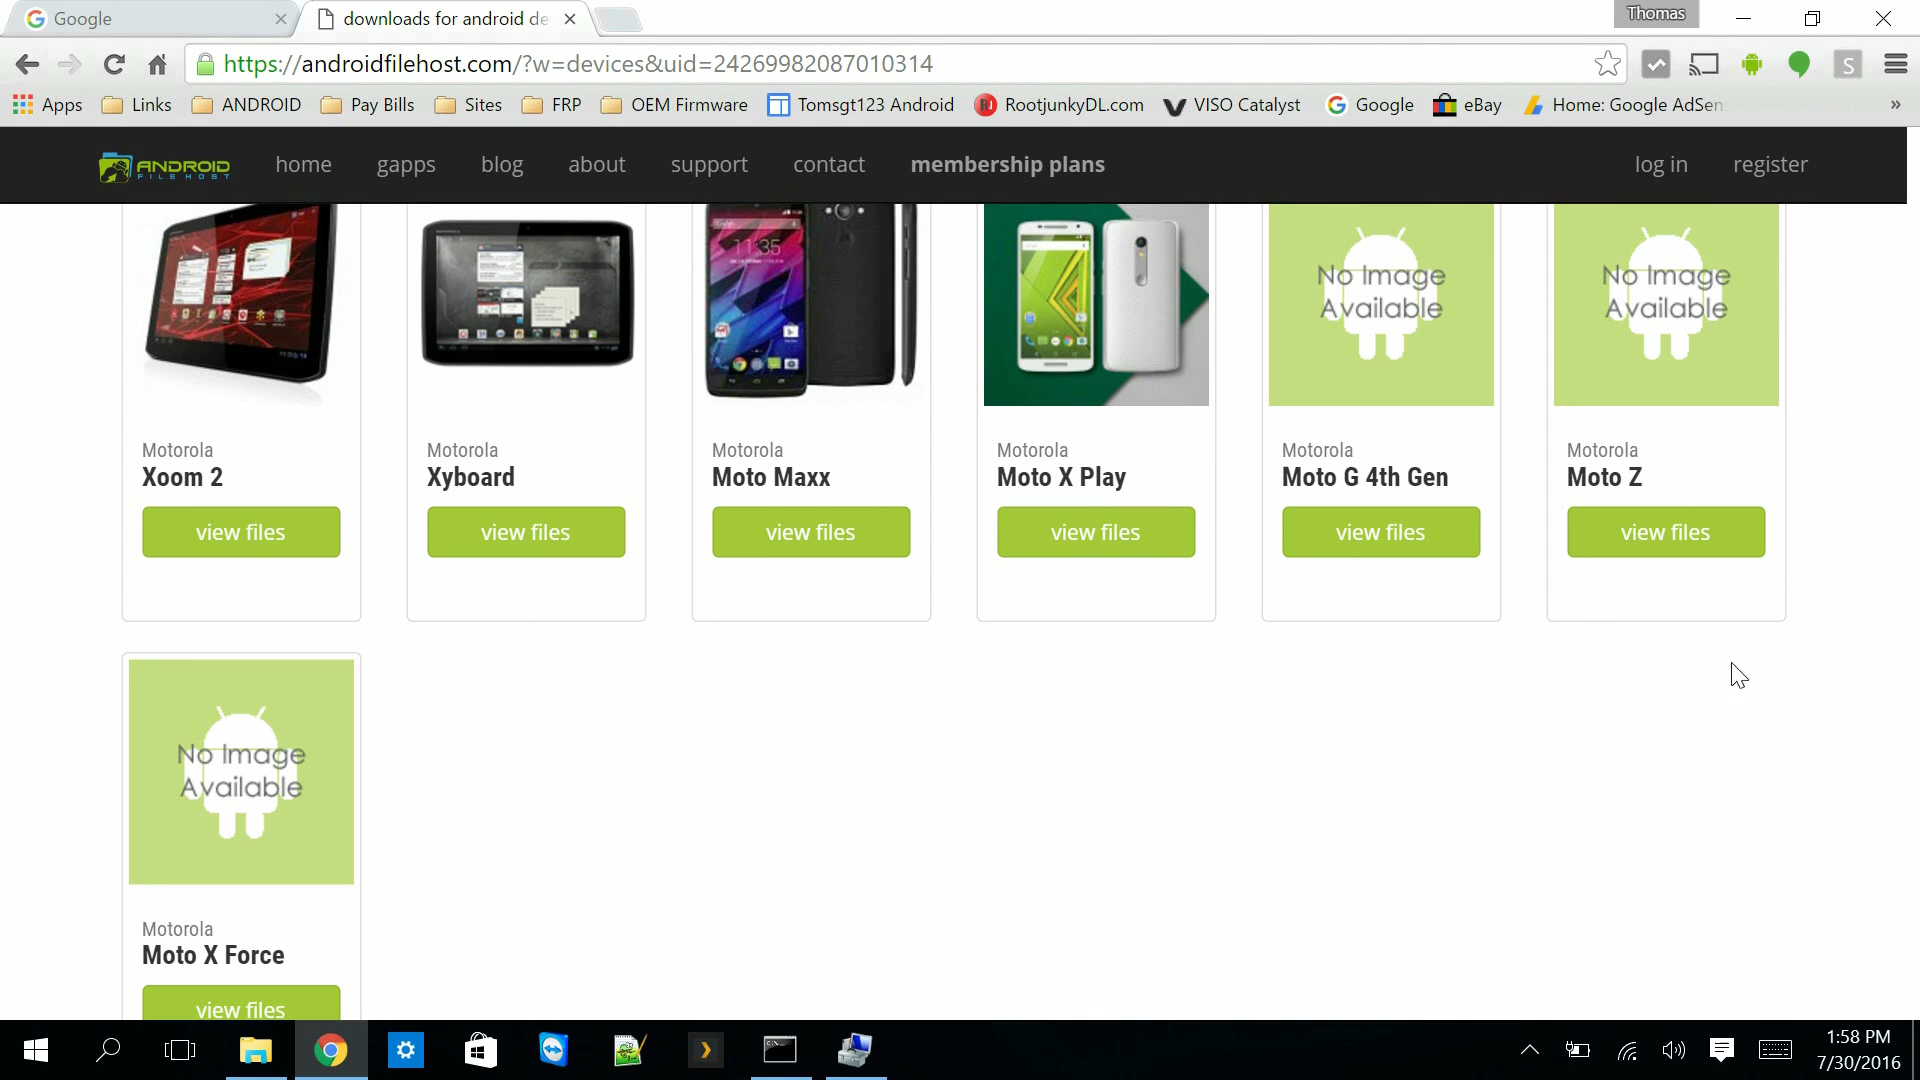 Google
downloads for android de
Thomas
https://androidfilehost.com/?w=devices&uid=24269982087010314
S
Apps Links ANDROID Pay Bills Sites FRP OEM Firmware Tomsgt123 Android RootjunkyDL.com VISO Catalyst Google eBay Home: Google AdSen »
ANDROID
FILE HOST
home gapps blog about support contact membership plans log in register
11:35
No Image
Available
No Image
Available
Motorola
Xoom 2
view files
Motorola
Xyboard
view files
Motorola
Moto Maxx
view files
Motorola
Moto X Play
view files
Motorola
Moto G 4th Gen
view files
Motorola
Moto Z
view files
No Image
Available
Motorola
Moto X Force
view files
1:58 PM
7/30/2016